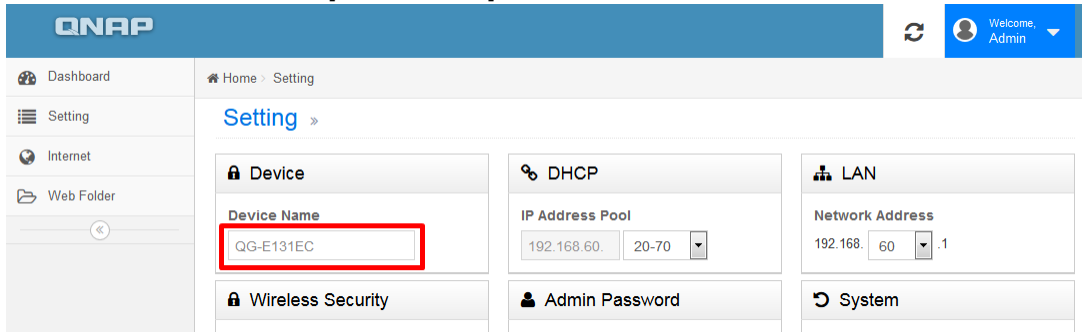 QNAP
Welcome,
Admin
Dashboard
Setting
Internet
Web Folder
Home > Setting
Setting »
Device
Device Name
QG-E131EC
DHCP
IP Address Pool
192.168.60. 20-70
LAN
Network Address
192.168. 60 .1
Wireless Security
Admin Password
System